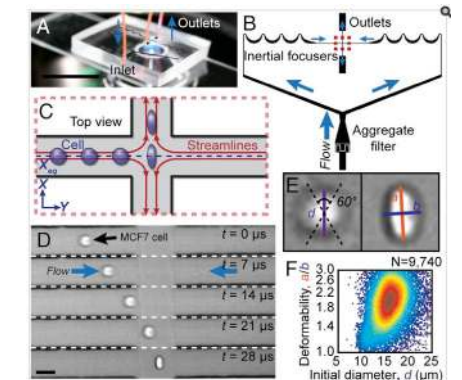 A
Outlets
Inlet
B
Outlets
Inertial focusers
Flow
Aggregate
filter
C
Top view
Cell
Streamlines
Xeq
X
Y
D
MCF7 cell
t = 0 μs
Flow
t = 7 μs
t = 14 μs
t = 21 μs
t = 28 μs
E
d
60°
a
b
F
N=9,740
Deformability, a/b
3.0
2.6
2.2
1.8
1.4
1.0
5 10 15 20 25
Initial diameter, d (μm)